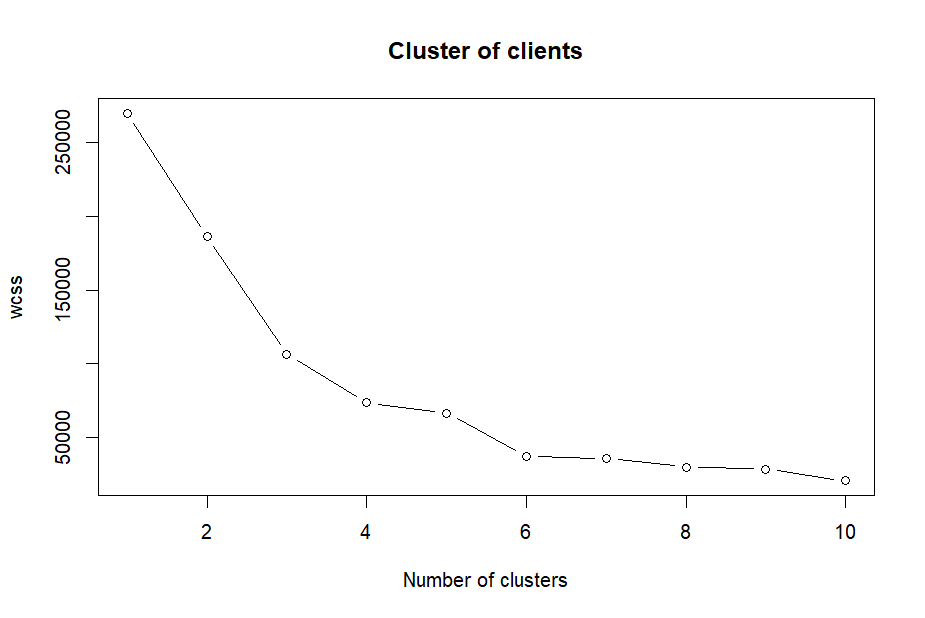 Cluster of clients
250000
150000
50000
wcss
2 4 6 8 10
Number of clusters